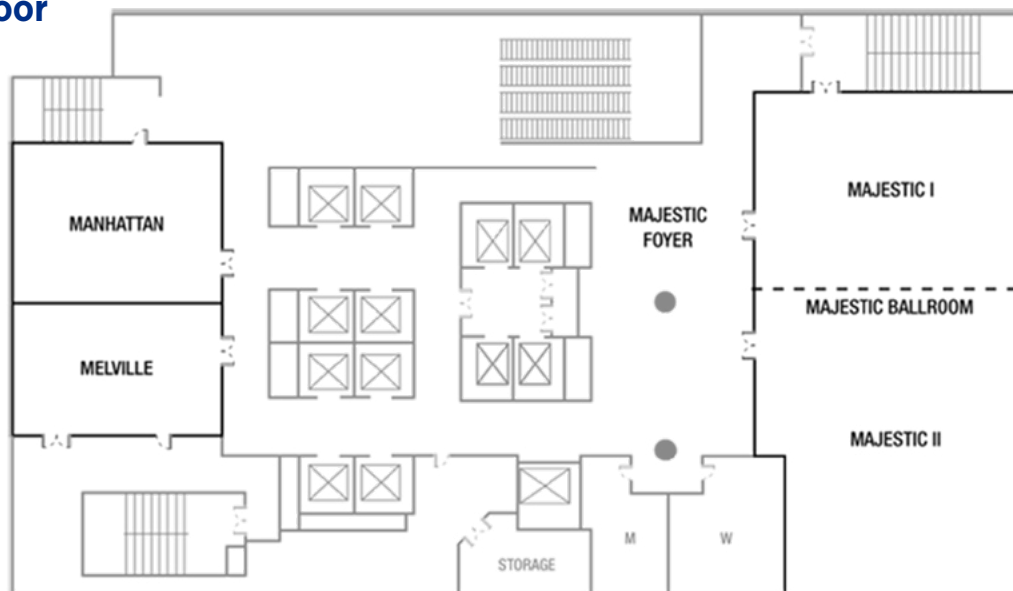 oor
MANHATTAN
MAJESTIC I
MAJESTIC
FOYER
MAJESTIC BALLROOM
MELVILLE
MAJESTIC II
M
W
STORAGE